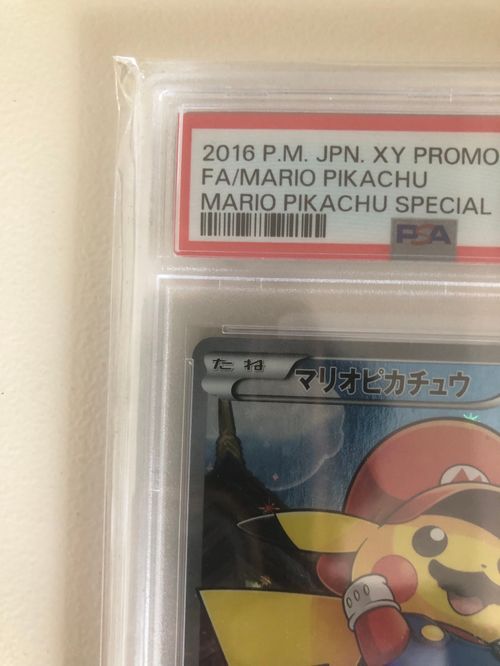 2016 P.M. JPN. XY PROMO
FA/MARIO PIKACHU
MARIO PIKACHU SPECIAL
PSA
たね
マリオピカチュウ
M